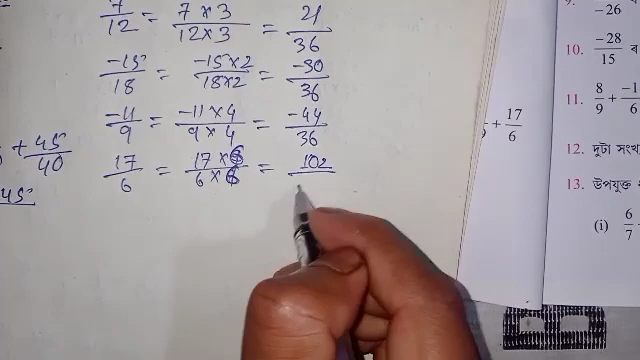 7/12 = 7×3/12×3 = 21/36
-15/18 = -15×2/18×2 = -30/36
-11/9 = -11×4/9×4 = -44/36
17/6 = 17×6/6×6 = 102
+45/40
45
+ 17/6
9.
-26
10. -28/15 ৰ
11. 8/9 + -1
12. দুটা সংখ্যা
13. উপযুক্ত
(i) 6/7